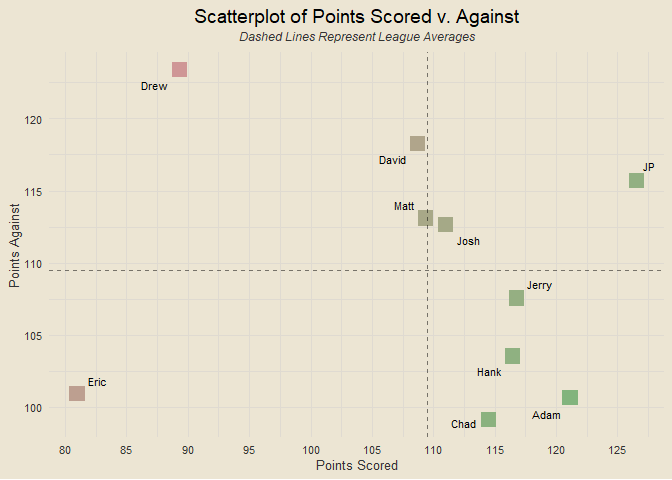 Scatterplot of Points Scored v. Against
Dashed Lines Represent League Averages
Drew
120
David
JP
115
Matt
Josh
Points Against
110
Jerry
105
Hank
Eric
Adam
100
Chad
80 85 90 95 100 105 110 115 120 125
Points Scored